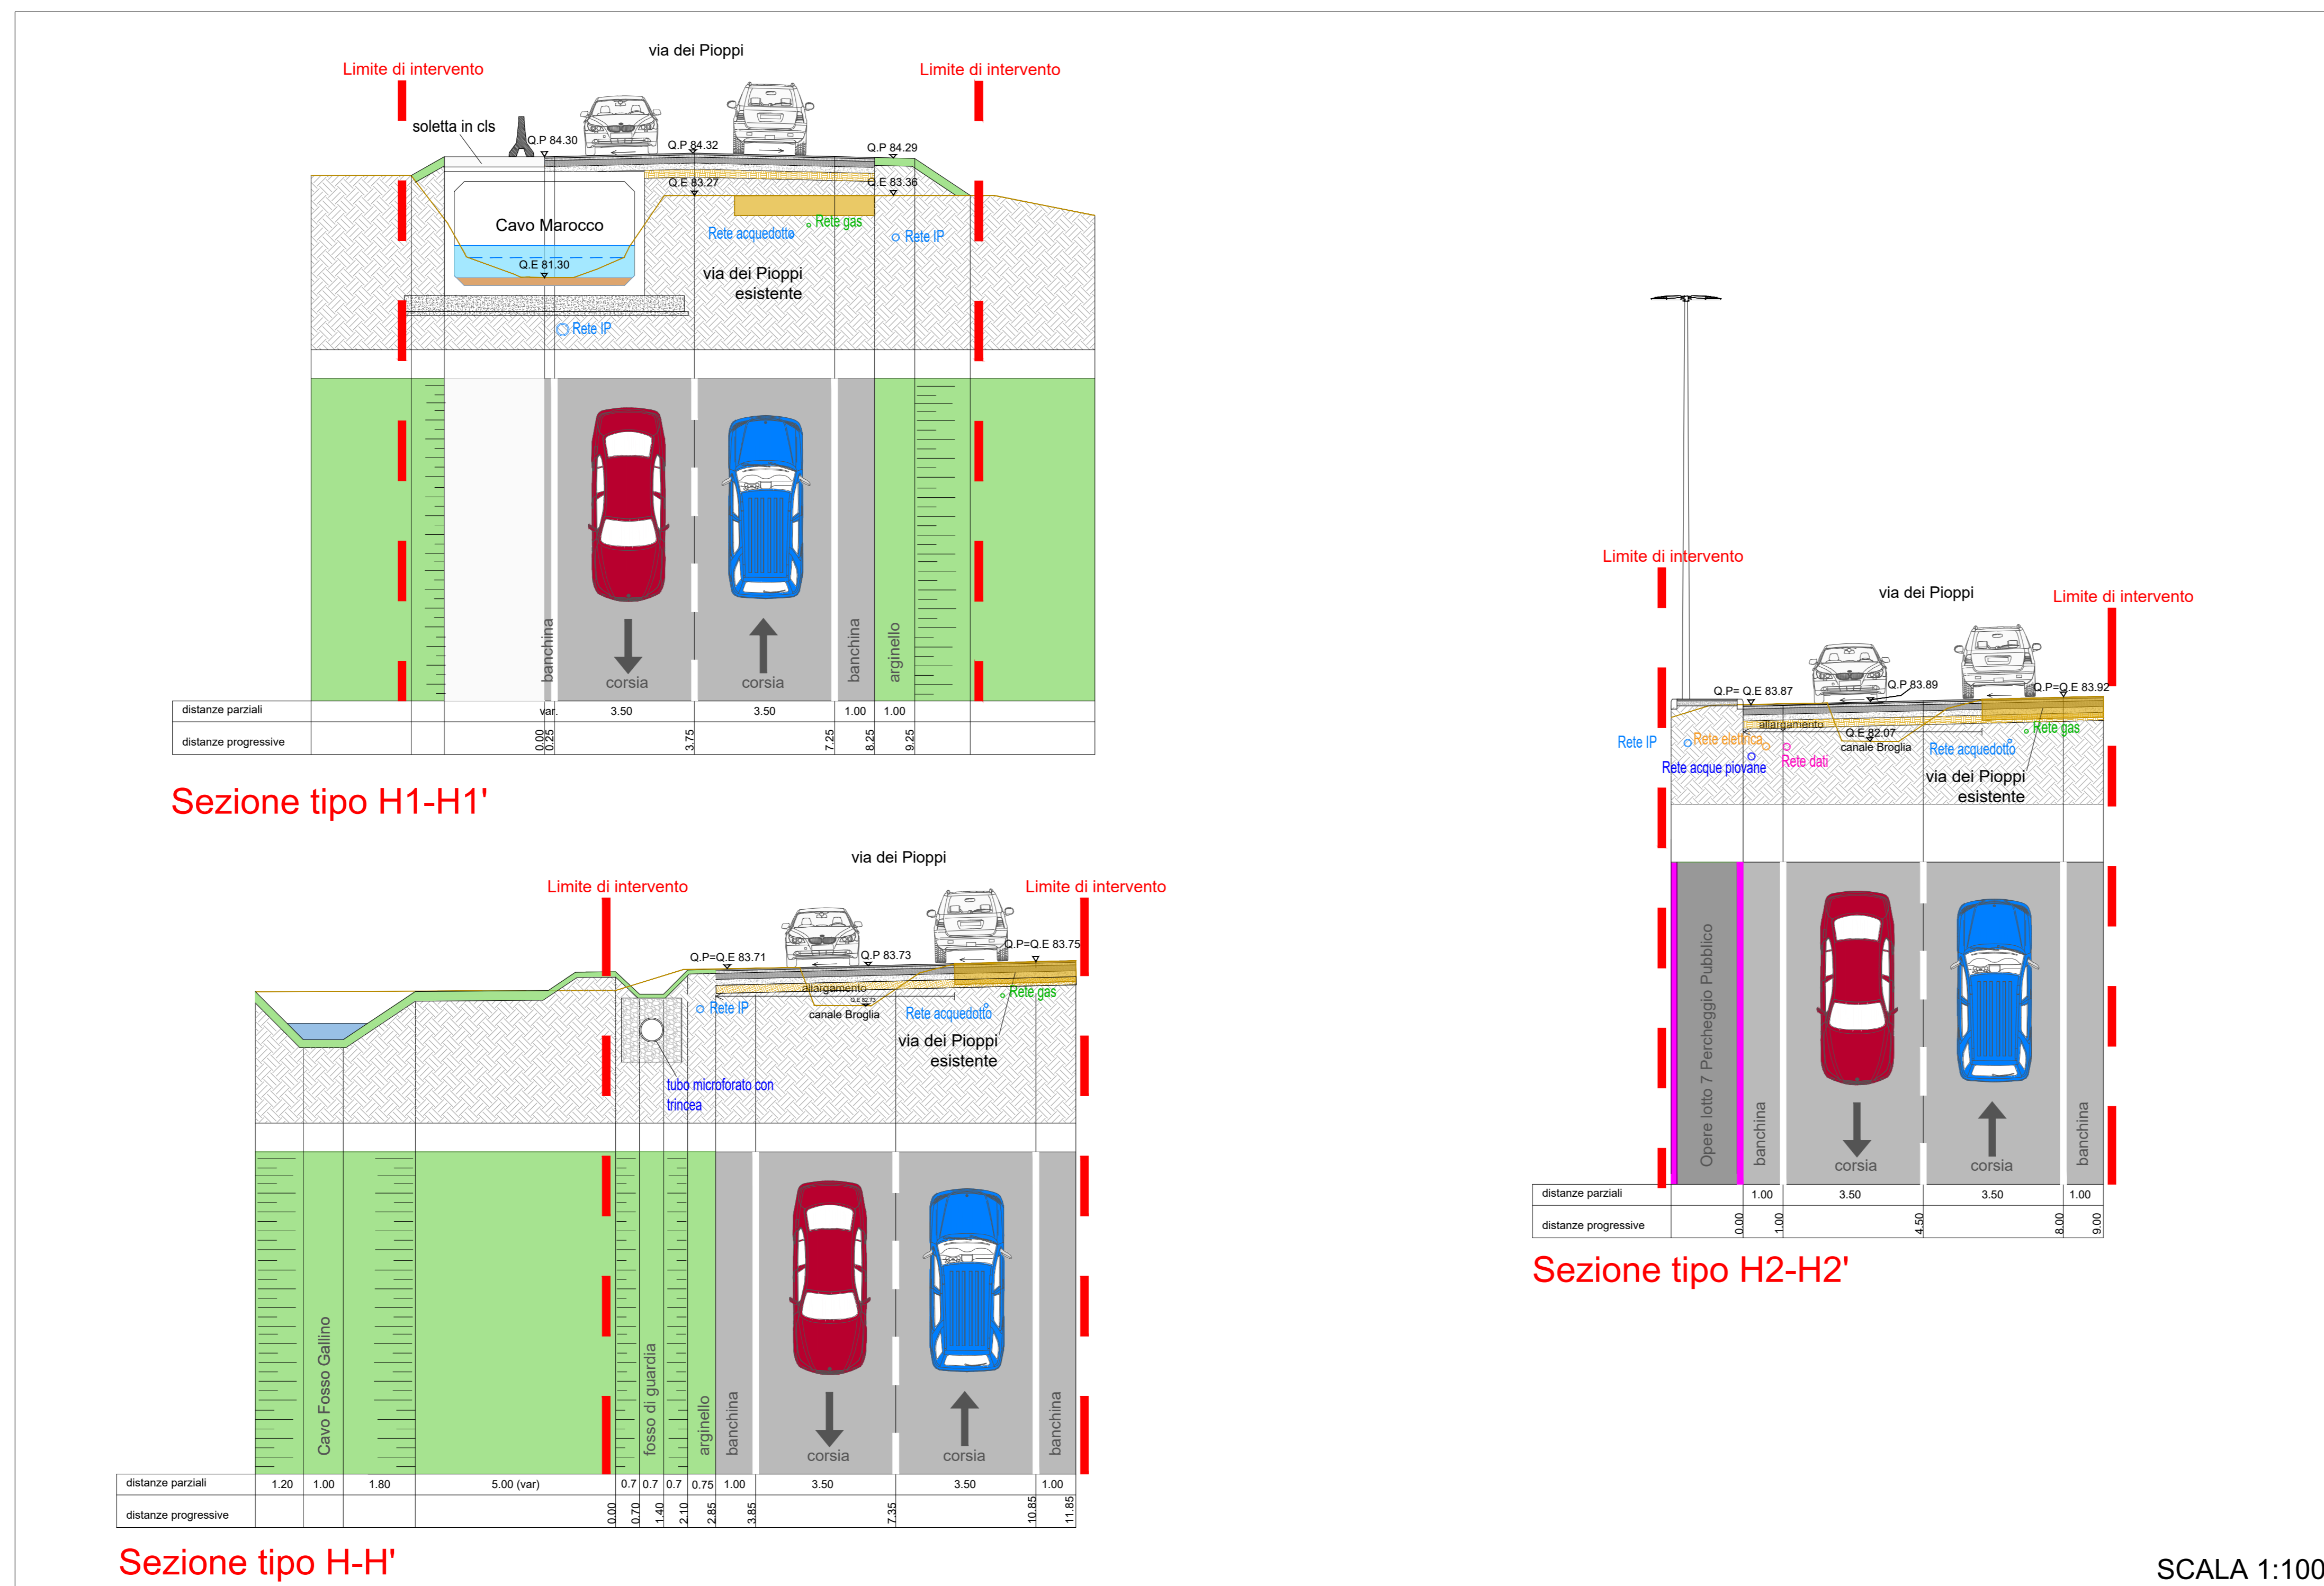 via dei Pioppi
Limite di intervento
Limite di intervento
soletta in cls
Q.P 84.30
Q.P 84.32
Q.P 84.29
Q.E 83.27
Q.E 83.36
Cavo Marocco
Rete gas
Rete acquedotto
Rete IP
Q.E 81.30
via dei Pioppi
esistente
Rete IP
banchina
corsia
corsia
banchina
arginello
distanze parziali
var.
3.50
3.50
1.00
1.00
distanze progressive
0.00
0.25
3.75
7.25
8.25
9.25
Sezione tipo H1-H1'
via dei Pioppi
Limite di intervento
Limite di intervento
Q.P=Q.E 83.71
Q.P 83.73
Q.P=Q.E 83.75
allargamento
Q.E 82.73
canale Broglia
Rete IP
Rete acquedotto
Rete gas
via dei Pioppi
esistente
tubo microforato con
trincea
Cavo Fosso Gallino
fosso di guardia
arginello
banchina
corsia
corsia
banchina
distanze parziali
1.20
1.00
1.80
5.00 (var)
0.7
0.7
0.7
0.75
1.00
3.50
3.50
1.00
distanze progressive
0.00
0.70
1.40
2.10
2.85
3.85
7.35
10.85
11.85
Sezione tipo H-H'
Limite di intervento
via dei Pioppi
Limite di intervento
Q.P= Q.E 83.87
Q.P 83.89
Q.P=Q.E 83.92
allargamento
Q.E 82.07
canale Broglia
Rete IP
Rete elettrica
Rete acque piovane
Rete dati
Rete acquedotto
Rete gas
via dei Pioppi
esistente
Opere lotto 7 Percheggio Pubblico
banchina
corsia
corsia
banchina
distanze parziali
1.00
3.50
3.50
1.00
distanze progressive
0.00
1.00
4.50
8.00
9.00
Sezione tipo H2-H2'
SCALA 1:100